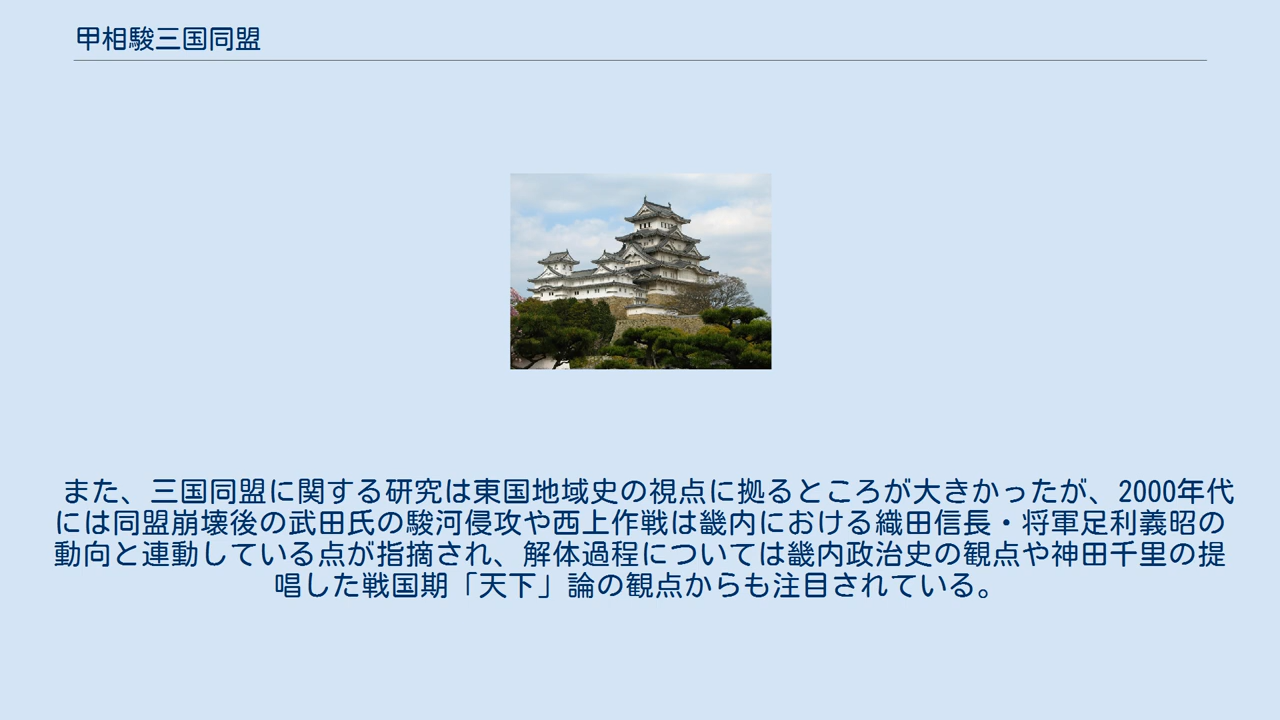 甲相駿三国同盟
また、三国同盟に関する研究は東国地域史の視点に拠るところが大きかったが、2000年代
には同盟崩壊後の武田氏の駿河侵攻や西上作戦は畿内における織田信長・将軍足利義昭の
動向と連動している点が指摘され、解体過程については畿内政治史の観点や神田千里の提
唱した戦国期「天下」論の観点からも注目されている。